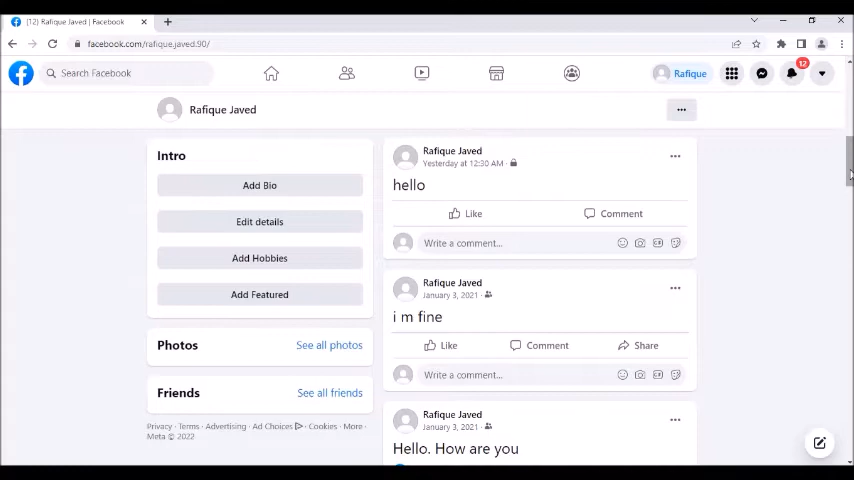 (12) Rafique Javed | Facebook
facebook.com/rafique.javed.90/
Search Facebook
Rafique
12
Rafique Javed
Intro
Add Bio
Edit details
Add Hobbies
Add Featured
Photos
See all photos
Friends
See all friends
Privacy · Terms · Advertising · Ad Choices · Cookies · More ·
Meta © 2022
Rafique Javed
Yesterday at 12:30 AM ·
hello
Like
Comment
Write a comment...
Rafique Javed
January 3, 2021 ·
i m fine
Like
Comment
Share
Write a comment...
Rafique Javed
January 3, 2021 ·
Hello. How are you